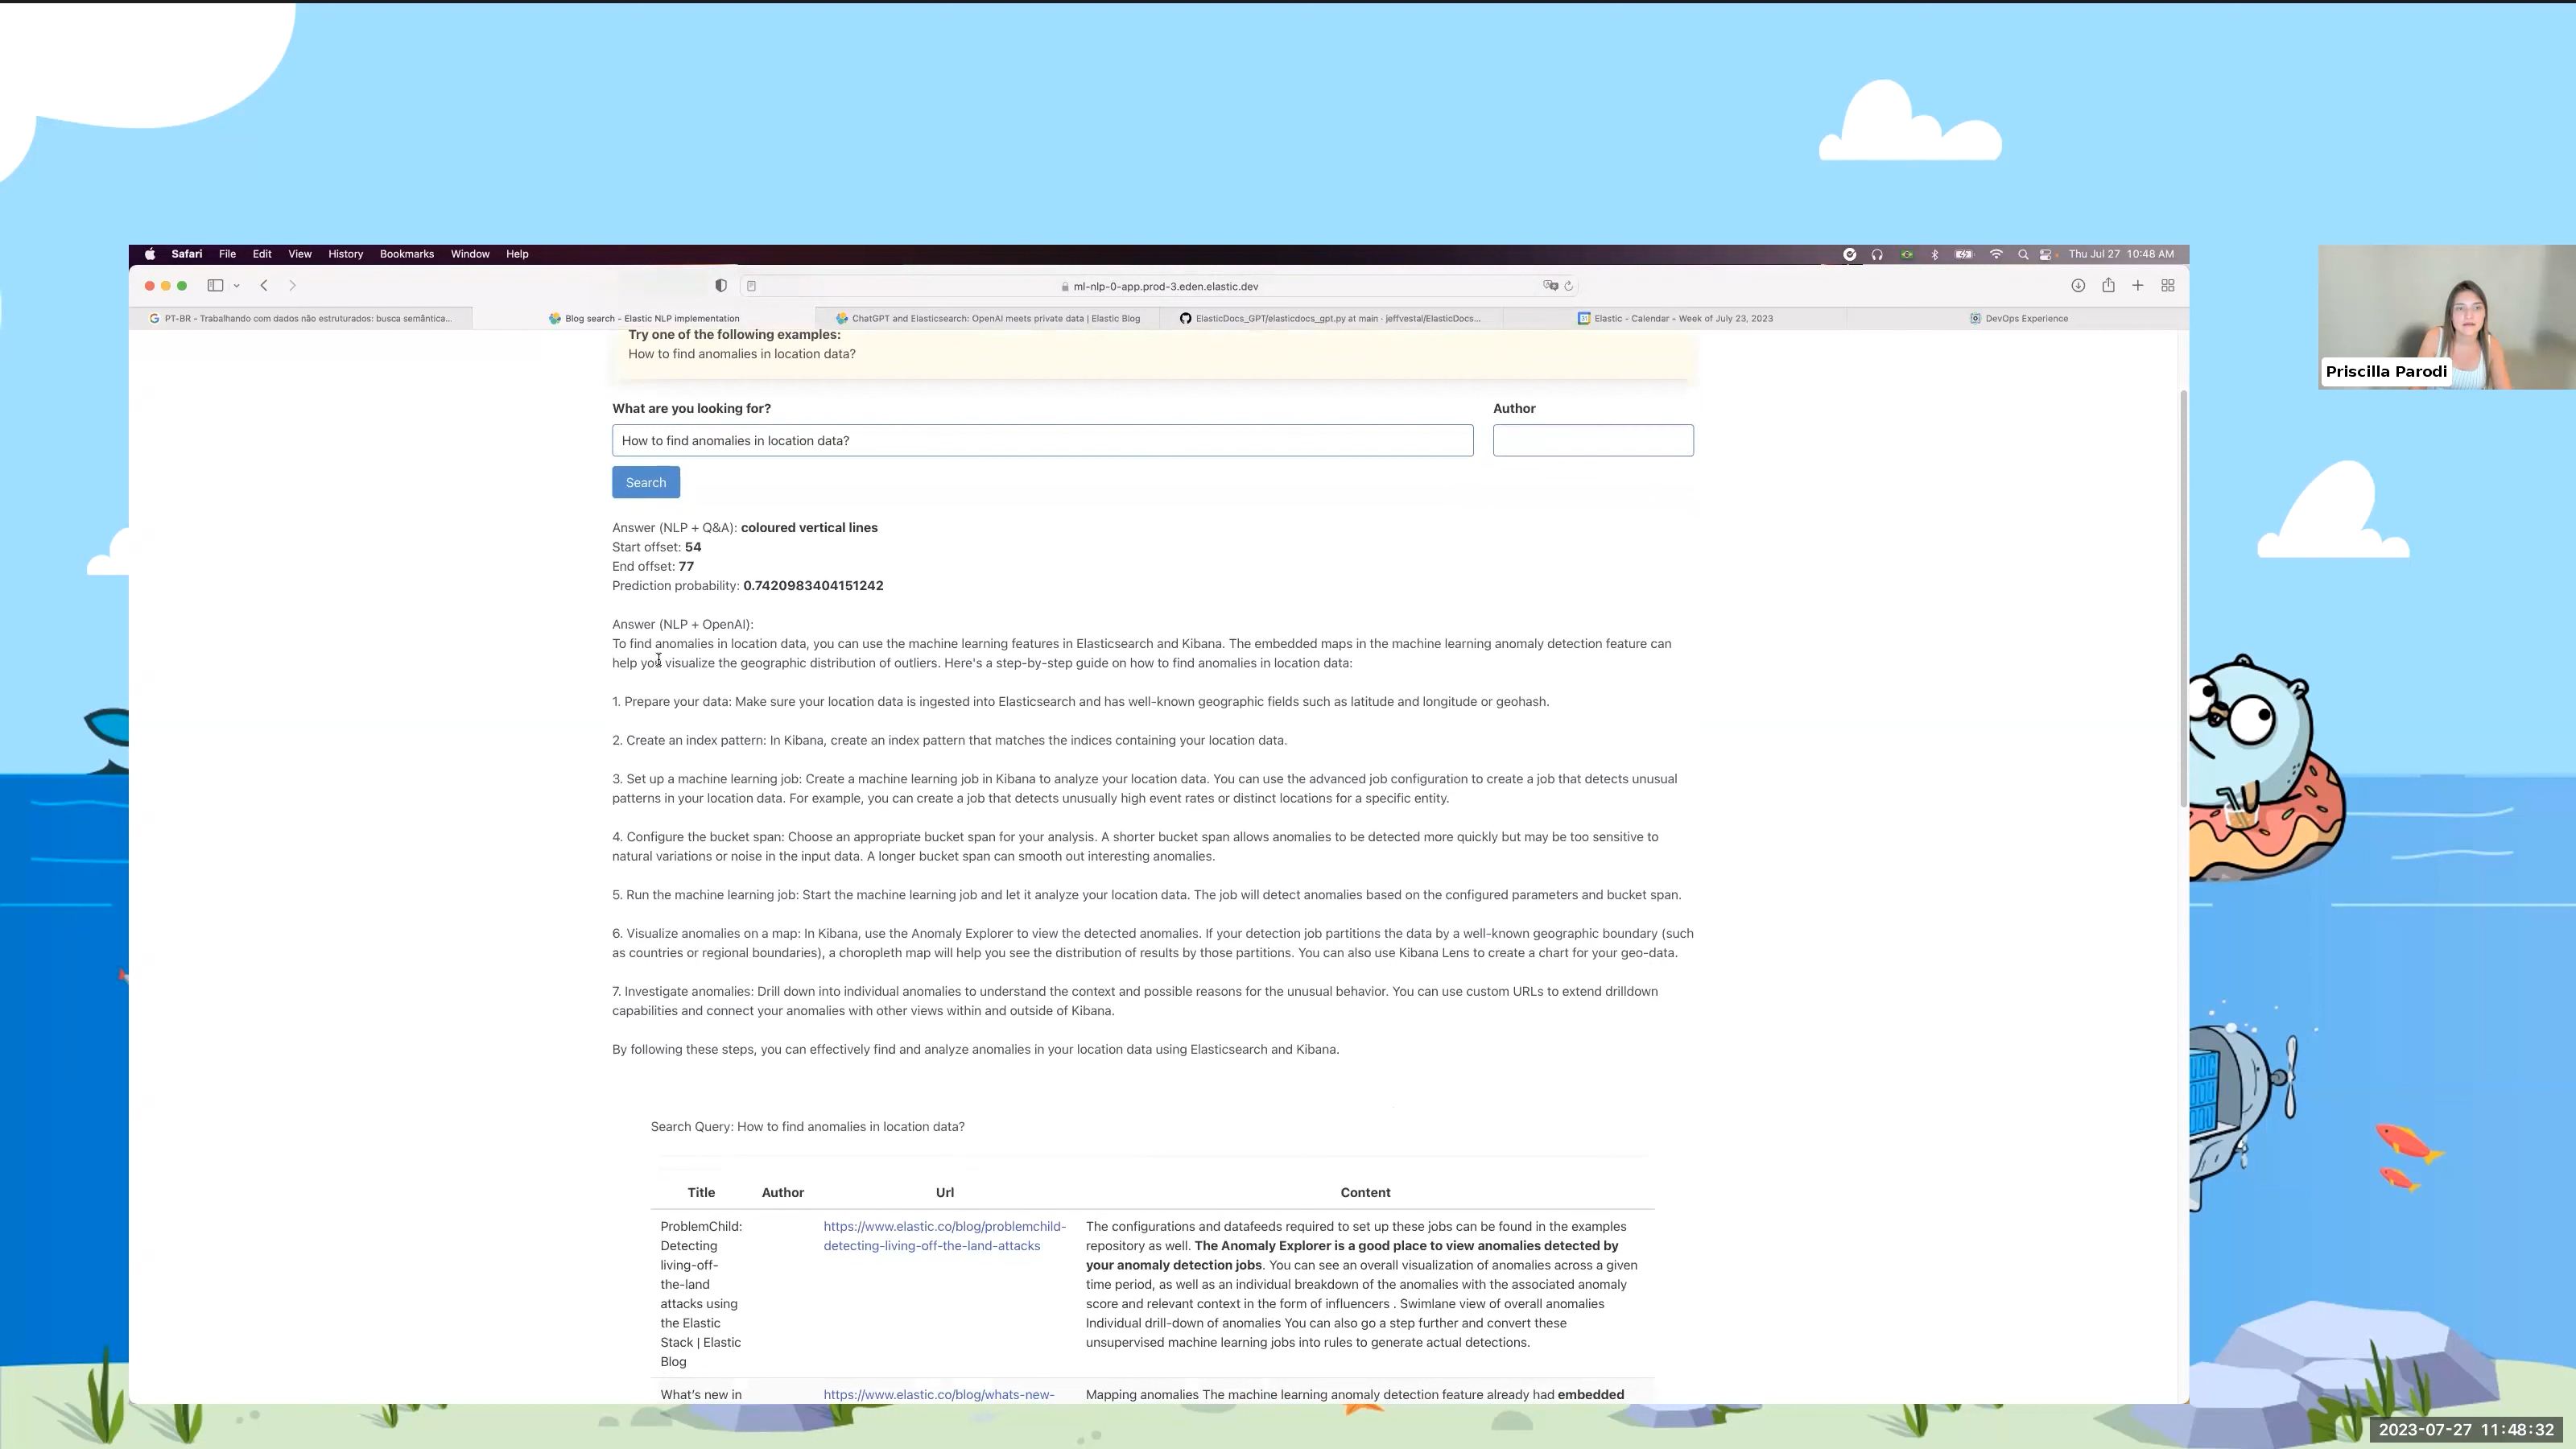 Safari File Edit View History Bookmarks Window Help
Thu Jul 27 10:48 AM
ml-nlp-0-app.prod-3.eden.elastic.dev
PT-BR - Trabalhando com dados não estruturados: busca semântica...
Blog search - Elastic NLP implementation
ChatGPT and Elasticsearch: OpenAI meets private data | Elastic Blog
ElasticDocs_GPT/elasticdocs_gpt.py at main · jeffvestal/ElasticDocs...
Elastic - Calendar - Week of July 23, 2023
DevOps Experience
Try one of the following examples:
How to find anomalies in location data?
What are you looking for?
Author
How to find anomalies in location data?
Search
Answer (NLP + Q&A): coloured vertical lines
Start offset: 54
End offset: 77
Prediction probability: 0.7420983404151242
Answer (NLP + OpenAI):
To find anomalies in location data, you can use the machine learning features in Elasticsearch and Kibana. The embedded maps in the machine learning anomaly detection feature can
help you visualize the geographic distribution of outliers. Here's a step-by-step guide on how to find anomalies in location data:
1. Prepare your data: Make sure your location data is ingested into Elasticsearch and has well-known geographic fields such as latitude and longitude or geohash.
2. Create an index pattern: In Kibana, create an index pattern that matches the indices containing your location data.
3. Set up a machine learning job: Create a machine learning job in Kibana to analyze your location data. You can use the advanced job configuration to create a job that detects unusual
patterns in your location data. For example, you can create a job that detects unusually high event rates or distinct locations for a specific entity.
4. Configure the bucket span: Choose an appropriate bucket span for your analysis. A shorter bucket span allows anomalies to be detected more quickly but may be too sensitive to
natural variations or noise in the input data. A longer bucket span can smooth out interesting anomalies.
5. Run the machine learning job: Start the machine learning job and let it analyze your location data. The job will detect anomalies based on the configured parameters and bucket span.
6. Visualize anomalies on a map: In Kibana, use the Anomaly Explorer to view the detected anomalies. If your detection job partitions the data by a well-known geographic boundary (such
as countries or regional boundaries), a choropleth map will help you see the distribution of results by those partitions. You can also use Kibana Lens to create a chart for your geo-data.
7. Investigate anomalies: Drill down into individual anomalies to understand the context and possible reasons for the unusual behavior. You can use custom URLs to extend drilldown
capabilities and connect your anomalies with other views within and outside of Kibana.
By following these steps, you can effectively find and analyze anomalies in your location data using Elasticsearch and Kibana.
Search Query: How to find anomalies in location data?
Title Author Url Content
ProblemChild:
Detecting
living-off-
the-land
attacks using
the Elastic
Stack | Elastic
Blog
https://www.elastic.co/blog/problemchild-
detecting-living-off-the-land-attacks
The configurations and datafeeds required to set up these jobs can be found in the examples
repository as well. The Anomaly Explorer is a good place to view anomalies detected by
your anomaly detection jobs. You can see an overall visualization of anomalies across a given
time period, as well as an individual breakdown of the anomalies with the associated anomaly
score and relevant context in the form of influencers . Swimlane view of overall anomalies
Individual drill-down of anomalies You can also go a step further and convert these
unsupervised machine learning jobs into rules to generate actual detections.
What's new in
https://www.elastic.co/blog/whats-new-
Mapping anomalies The machine learning anomaly detection feature already had embedded
Priscilla Parodi
2023-07-27 11:48:32